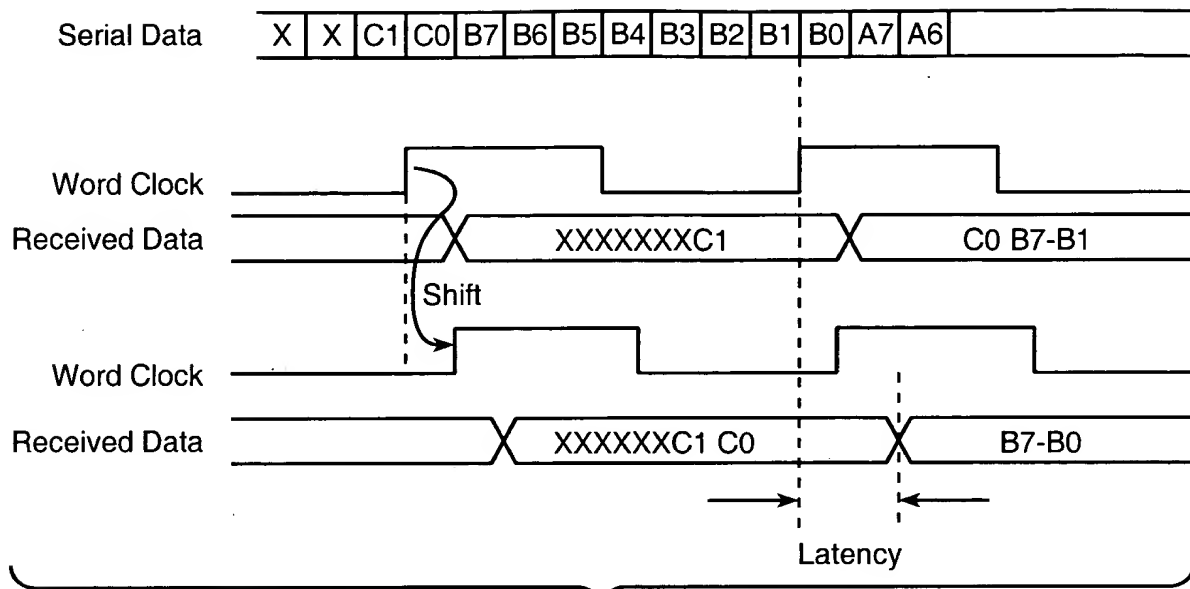 Serial Data X X C1 C0 B7 B6 B5 B4 B3 B2 B1 B0 A7 A6
Word Clock
Received Data XXXXXXXC1 C0 B7-B1
Shift
Word Clock
Received Data XXXXXXC1 C0 B7-B0
Latency